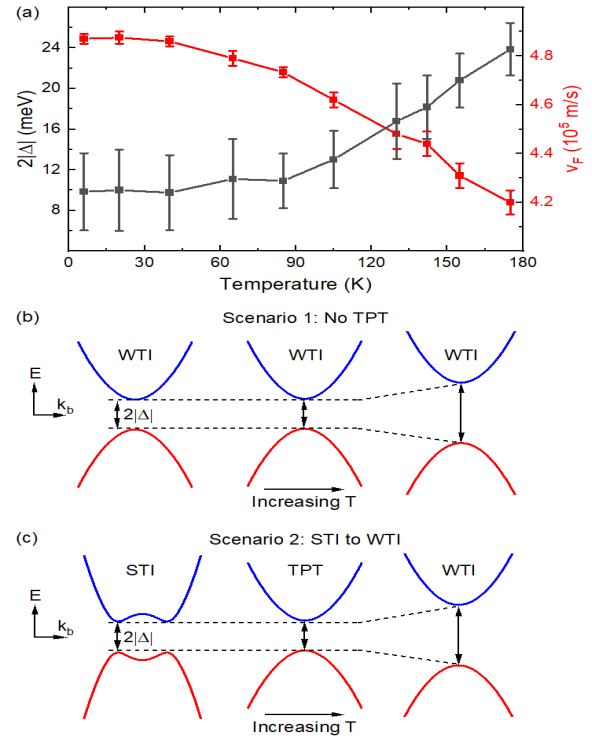 (a)
24
20
16
12
8
2|Δ| (meV)
4.8
4.6
4.4
4.2
v_F (10^5 m/s)
0 30 60 90 120 150 180
Temperature (K)
(b) Scenario 1: No TPT
E
k_b
WTI WTI WTI
2|Δ|
Increasing T
(c) Scenario 2: STI to WTI
E
k_b
STI TPT WTI
2|Δ|
Increasing T